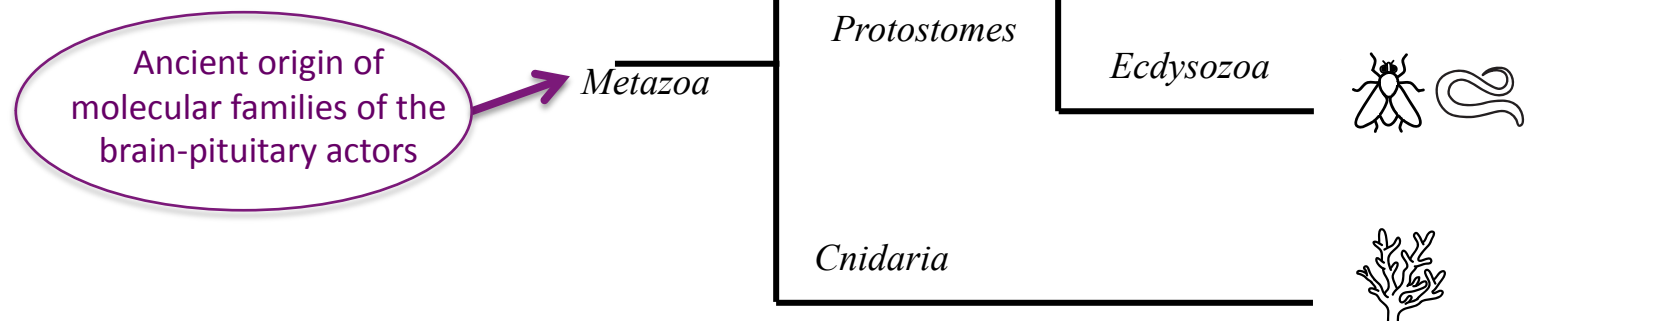 Protostomes
Ancient origin of
molecular families of the
brain-pituitary actors
Metazoa
Ecdysozoa
Cnidaria